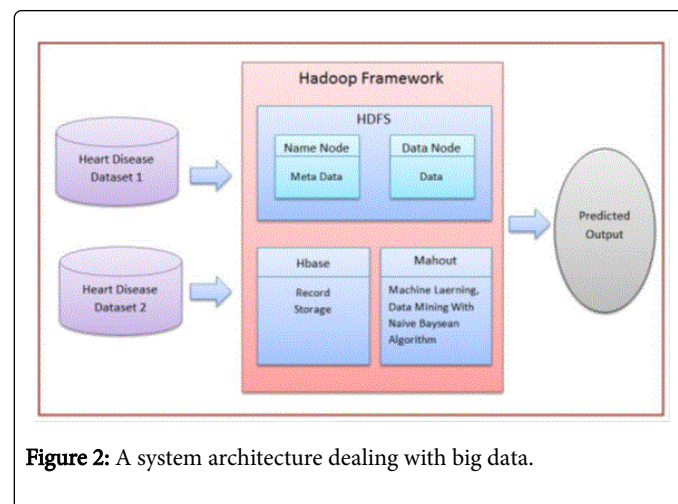 Hadoop Framework
HDFS
Name Node
Meta Data
Data Node
Data
Heart Disease
Dataset 1
Heart Disease
Dataset 2
Hbase
Record
Storage
Mahout
Machine Laerning,
Data Mining With
Naive Baysean
Algorithm
Predicted
Output
Figure 2: A system architecture dealing with big data.